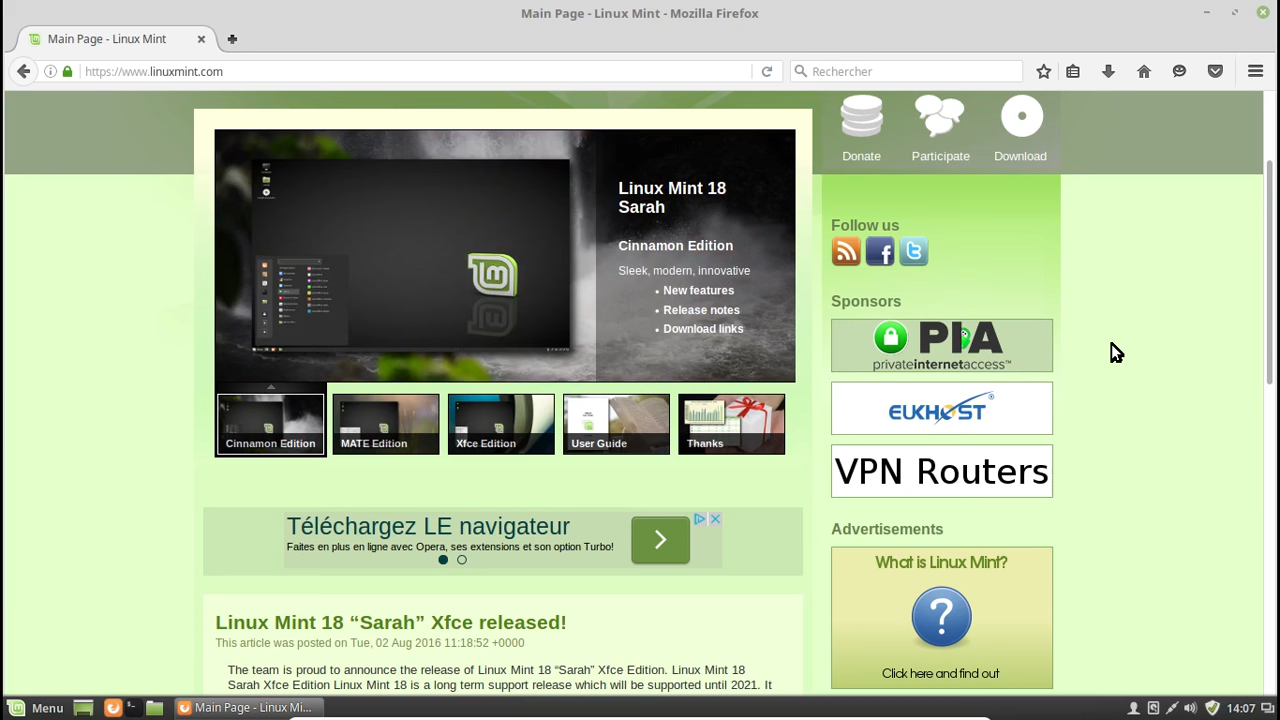 Main Page - Linux Mint - Mozilla Firefox
Main Page - Linux Mint
https://www.linuxmint.com
Rechercher
Donate
Participate
Download
Linux Mint 18
Sarah
Cinnamon Edition
Sleek, modern, innovative
• New features
• Release notes
• Download links
Cinnamon Edition
MATE Edition
Xfce Edition
User Guide
Thanks
Téléchargez LE navigateur
Faites en plus en ligne avec Opera, ses extensions et son option Turbo!
Linux Mint 18 “Sarah” Xfce released!
This article was posted on Tue, 02 Aug 2016 11:18:52 +0000
The team is proud to announce the release of Linux Mint 18 “Sarah” Xfce Edition. Linux Mint 18
Sarah Xfce Edition Linux Mint 18 is a long term support release which will be supported until 2021. It
Follow us
Sponsors
PIA
privateinternetaccess™
EUKHOST
VPN Routers
Advertisements
What is Linux Mint?
?
Click here and find out
Menu
Main Page - Linux Mi...
14:07